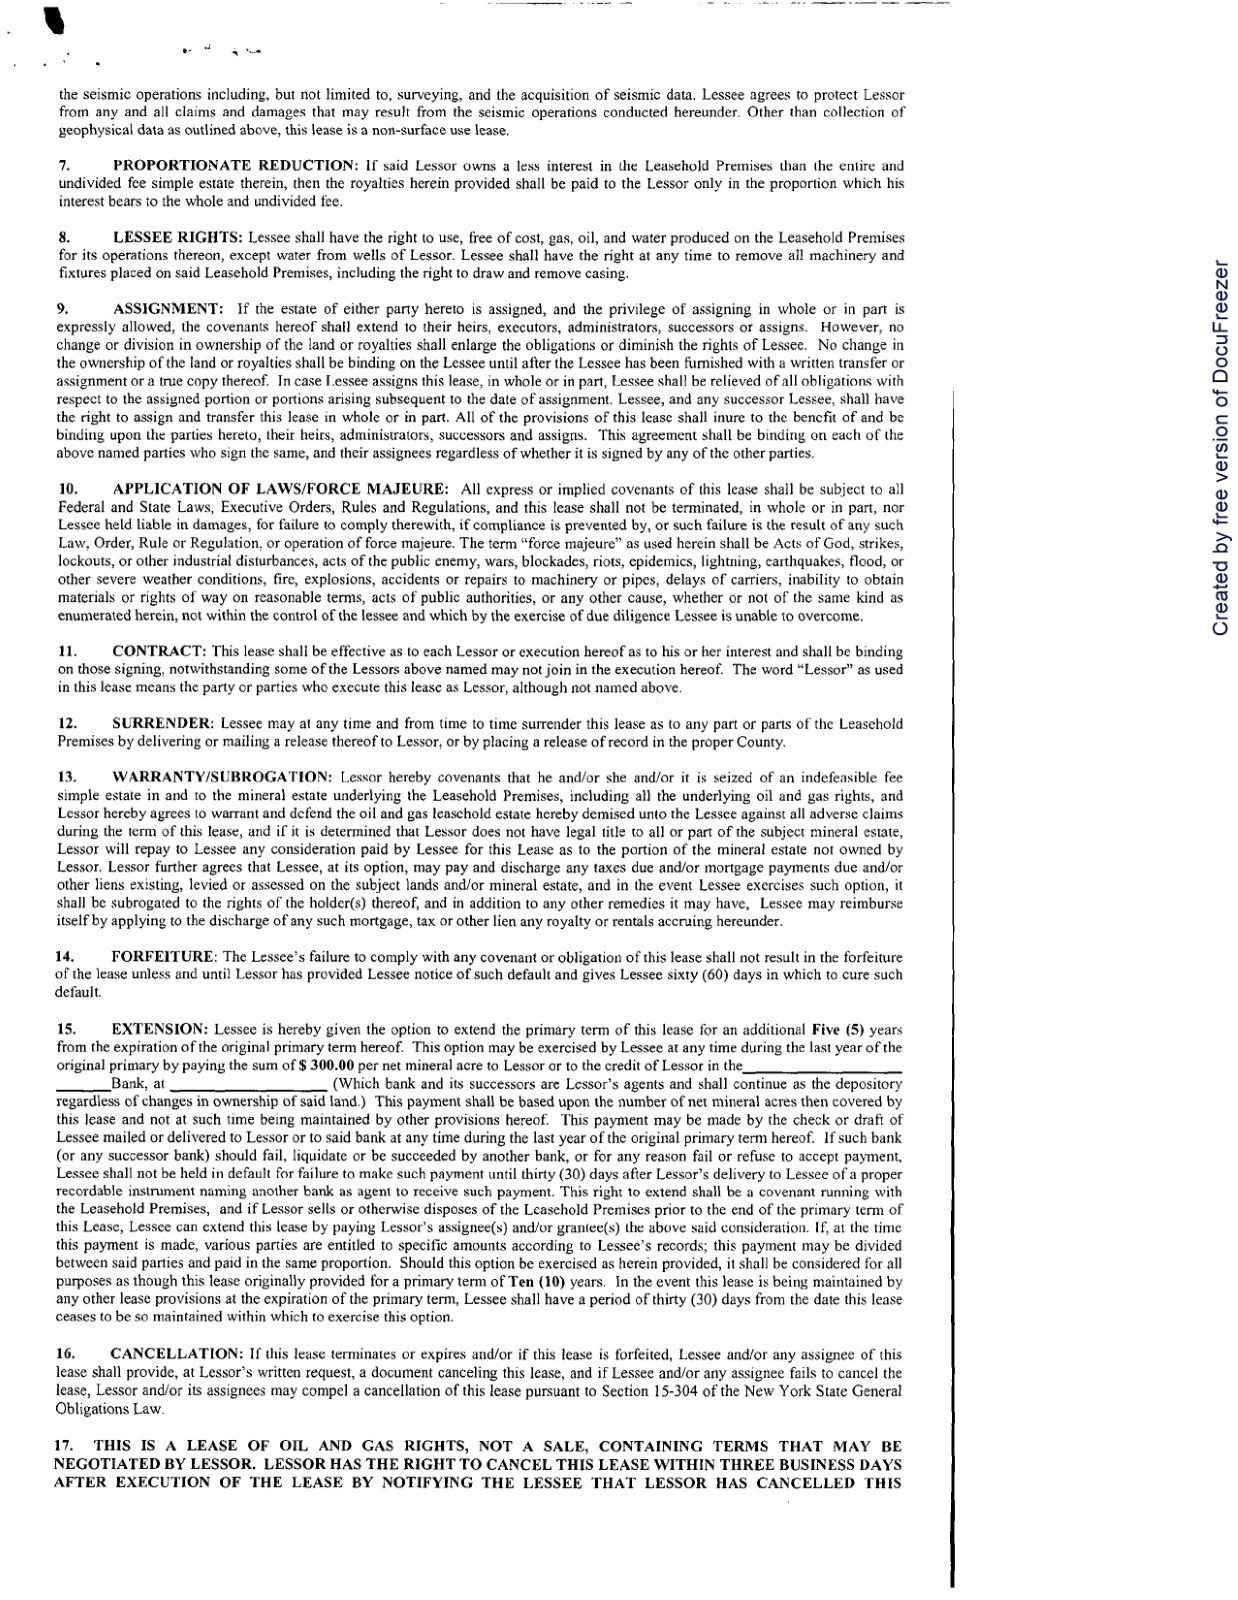 the seismic operations including, but not limited to, surveying, and the acquisition of seismic data. Lessee agrees to protect Lessor
from any and all claims and damages that may result from the seismic operations conducted hereunder. Other than collection of
geophysical data as outlined above, this lease is a non-surface use lease.
7. PROPORTIONATE REDUCTION: If said Lessor owns a less interest in the Leasehold Premises than the entire and
undivided fee simple estate therein, then the royalties herein provided shall be paid to the Lessor only in the proportion which his
interest bears to the whole and undivided fee.
8. LESSEE RIGHTS: Lessee shall have the right to use, free of cost, gas, oil, and water produced on the Leasehold Premises
for its operations thereon, except water from wells of Lessor. Lessee shall have the right at any time to remove all machinery and
fixtures placed on said Leasehold Premises, including the right to draw and remove casing.
9. ASSIGNMENT: If the estate of either party hereto is assigned, and the privilege of assigning in whole or in part is
expressly allowed, the covenants hereof shall extend to their heirs, executors, administrators, successors or assigns. However, no
change or division in ownership of the land or royalties shall enlarge the obligations or diminish the rights of Lessee. No change in
the ownership of the land or royalties shall be binding on the Lessee until after the Lessee has been furnished with a written transfer or
assignment or a true copy thereof. In case Lessee assigns this lease, in whole or in part, Lessee shall be relieved of all obligations with
respect to the assigned portion or portions arising subsequent to the date of assignment. Lessee, and any successor Lessee, shall have
the right to assign and transfer this lease in whole or in part. All of the provisions of this lease shall inure to the benefit of and be
binding upon the parties hereto, their heirs, administrators, successors and assigns. This agreement shall be binding on each of the
above named parties who sign the same, and their assignees regardless of whether it is signed by any of the other parties.
10. APPLICATION OF LAWS/FORCE MAJEURE: All express or implied covenants of this lease shall be subject to all
Federal and State Laws, Executive Orders, Rules and Regulations, and this lease shall not be terminated, in whole or in part, nor
Lessee held liable in damages, for failure to comply therewith, if compliance is prevented by, or such failure is the result of any such
Law, Order, Rule or Regulation, or operation of force majeure. The term “force majeure” as used herein shall be Acts of God, strikes,
lockouts, or other industrial disturbances, acts of the public enemy, wars, blockades, riots, epidemics, lightning, earthquakes, flood, or
other severe weather conditions, fire, explosions, accidents or repairs to machinery or pipes, delays of carriers, inability to obtain
materials or rights of way on reasonable terms, acts of public authorities, or any other cause, whether or not of the same kind as
enumerated herein, not within the control of the lessee and which by the exercise of due diligence Lessee is unable to overcome.
11. CONTRACT: This lease shall be effective as to each Lessor or execution hereof as to his or her interest and shall be binding
on those signing, notwithstanding some of the Lessors above named may not join in the execution hereof. The word “Lessor” as used
in this lease means the party or parties who execute this lease as Lessor, although not named above.
12. SURRENDER: Lessee may at any time and from time to time surrender this lease as to any part or parts of the Leasehold
Premises by delivering or mailing a release thereof to Lessor, or by placing a release of record in the proper County.
13. WARRANTY/SUBROGATION: Lessor hereby covenants that he and/or she and/or it is seized of an indefeasible fee
simple estate in and to the mineral estate underlying the Leasehold Premises, including all the underlying oil and gas rights, and
Lessor hereby agrees to warrant and defend the oil and gas leasehold estate hereby demised unto the Lessee against all adverse claims
during the term of this lease, and if it is determined that Lessor does not have legal title to all or part of the subject mineral estate,
Lessor will repay to Lessee any consideration paid by Lessee for this Lease as to the portion of the mineral estate not owned by
Lessor. Lessor further agrees that Lessee, at its option, may pay and discharge any taxes due and/or mortgage payments due and/or
other liens existing, levied or assessed on the subject lands and/or mineral estate, and in the event Lessee exercises such option, it
shall be subrogated to the rights of the holder(s) thereof, and in addition to any other remedies it may have, Lessee may reimburse
itself by applying to the discharge of any such mortgage, tax or other lien any royalty or rentals accruing hereunder.
14. FORFEITURE: The Lessee’s failure to comply with any covenant or obligation of this lease shall not result in the forfeiture
of the lease unless and until Lessor has provided Lessee notice of such default and gives Lessee sixty (60) days in which to cure such
default.
15. EXTENSION: Lessee is hereby given the option to extend the primary term of this lease for an additional Five (5) years
from the expiration of the original primary term hereof. This option may be exercised by Lessee at any time during the last year of the
original primary by paying the sum of $ 300.00 per net mineral acre to Lessor or to the credit of Lessor in the____________________
_______Bank, at ____________________ (Which bank and its successors are Lessor’s agents and shall continue as the depository
regardless of changes in ownership of said land.) This payment shall be based upon the number of net mineral acres then covered by
this lease and not at such time being maintained by other provisions hereof. This payment may be made by the check or draft of
Lessee mailed or delivered to Lessor or to said bank at any time during the last year of the original primary term hereof. If such bank
(or any successor bank) should fail, liquidate or be succeeded by another bank, or for any reason fail or refuse to accept payment,
Lessee shall not be held in default for failure to make such payment until thirty (30) days after Lessor’s delivery to Lessee of a proper
recordable instrument naming another bank as agent to receive such payment. This right to extend shall be a covenant running with
the Leasehold Premises, and if Lessor sells or otherwise disposes of the Leasehold Premises prior to the end of the primary term of
this Lease, Lessee can extend this lease by paying Lessor’s assignee(s) and/or grantee(s) the above said consideration. If, at the time
this payment is made, various parties are entitled to specific amounts according to Lessee’s records; this payment may be divided
between said parties and paid in the same proportion. Should this option be exercised as herein provided, it shall be considered for all
purposes as though this lease originally provided for a primary term of Ten (10) years. In the event this lease is being maintained by
any other lease provisions at the expiration of the primary term, Lessee shall have a period of thirty (30) days from the date this lease
ceases to be so maintained within which to exercise this option.
16. CANCELLATION: If this lease terminates or expires and/or if this lease is forfeited, Lessee and/or any assignee of this
lease shall provide, at Lessor’s written request, a document canceling this lease, and if Lessee and/or any assignee fails to cancel the
lease, Lessor and/or its assignees may compel a cancellation of this lease pursuant to Section 15-304 of the New York State General
Obligations Law.
17. THIS IS A LEASE OF OIL AND GAS RIGHTS, NOT A SALE, CONTAINING TERMS THAT MAY BE
NEGOTIATED BY LESSOR. LESSOR HAS THE RIGHT TO CANCEL THIS LEASE WITHIN THREE BUSINESS DAYS
AFTER EXECUTION OF THE LEASE BY NOTIFYING THE LESSEE THAT LESSOR HAS CANCELLED THIS
Created by free version of DocuFreezer